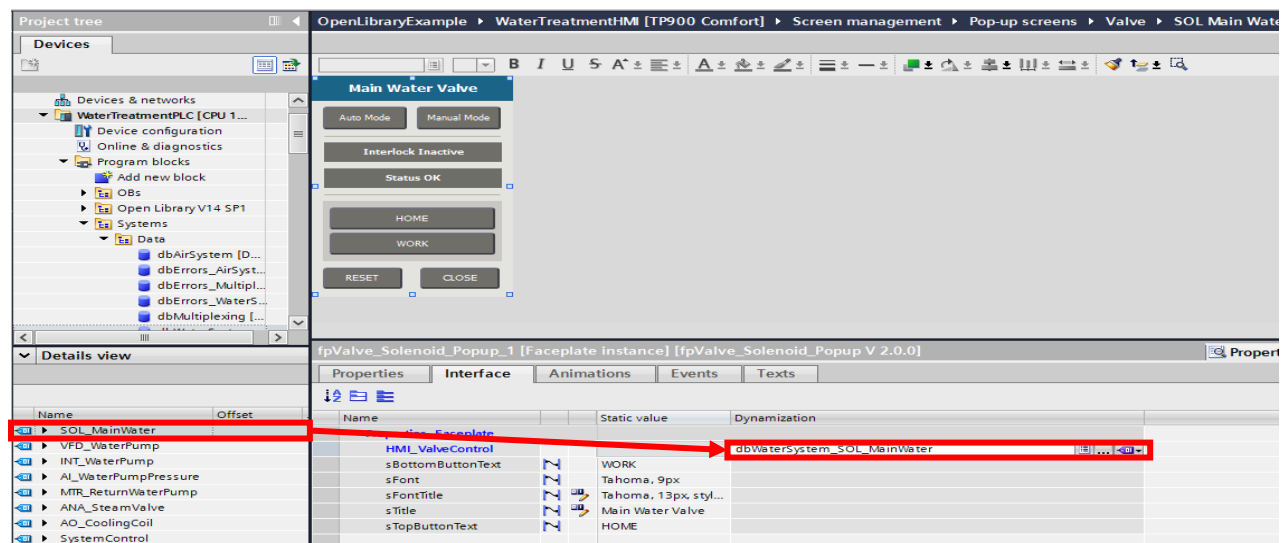 Project tree
Devices
Devices & networks
WaterTreatmentPLC [CPU 1...
Device configuration
Online & diagnostics
Program blocks
Add new block
OBs
Open Library V14 SP1
Systems
Data
dbAirSystem [D...
dbErrors_AirSyst...
dbErrors_Multipl...
dbErrors_WaterS...
dbMultiplexing [...
Details view
Name Offset
SOL_MainWater
VFD_WaterPump
INT_WaterPump
AI_WaterPumpPressure
MTR_ReturnWaterPump
ANA_SteamValve
AO_CoolingCoil
SystemControl
OpenLibraryExample WaterTreatmentHMI [TP900 Comfort] Screen management Pop-up screens Valve SOL Main Wate
B I U S A A
Main Water Valve
Auto Mode Manual Mode
Interlock Inactive
Status OK
HOME
WORK
RESET CLOSE
fpValve_Solenoid_Popup_1 [Faceplate instance] [fpValve_Solenoid_Popup V 2.0.0] Propert
Properties Interface Animations Events Texts
Name Static value Dynamization
HMI_ValveControl dbWaterSystem_SOL_MainWater
sBottomButtonText WORK
sFont Tahoma, 9px
sFontTitle Tahoma, 13px, styl...
sTitle Main Water Valve
sTopButtonText HOME